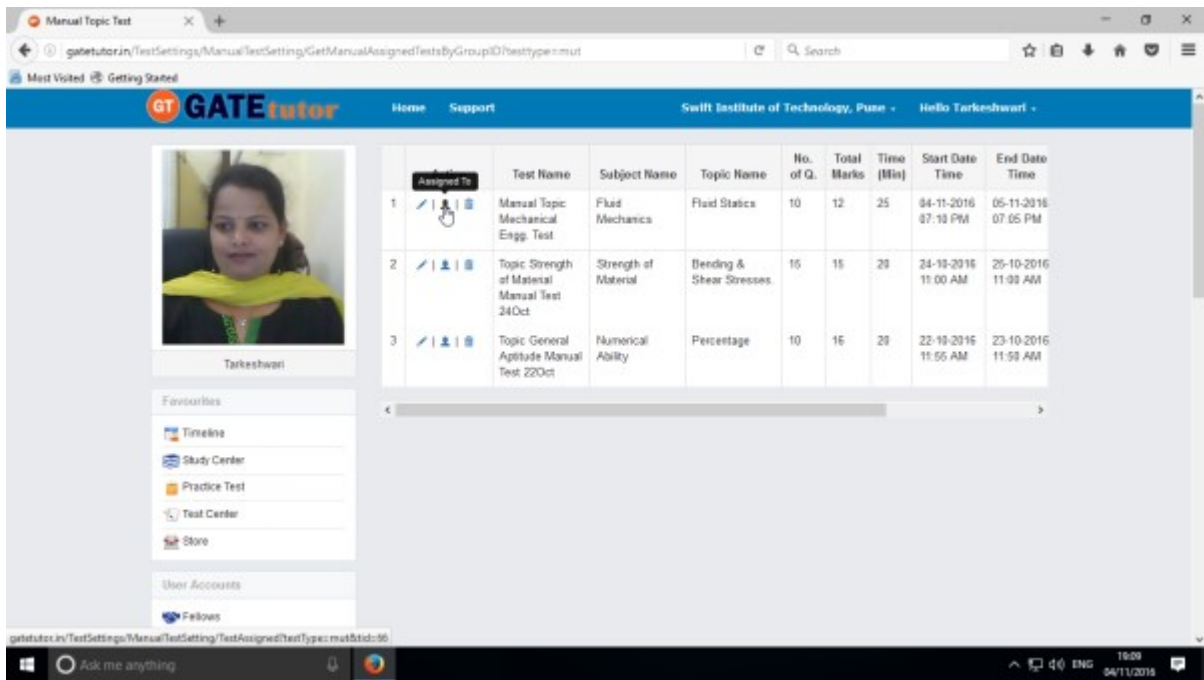 Manual Topic Test
gatetutor.in/TestSettings/ManualTestSetting/GetManualAssignedTestsByGroupID?testtype=mut
Search
Most Visited Getting Started
GT GATEtutor Home Support Swift Institute of Technology, Pune Hello Tarkeshwari
Assigned To
Test Name Subject Name Topic Name No. of Q. Total Marks Time (Min) Start Date Time End Date Time
1 Manual Topic Mechanical Engg. Test Fluid Mechanics Fluid Statics 10 12 25 04-11-2016 07:10 PM 05-11-2016 07:05 PM
2 Topic Strength of Material Manual Test 24Oct Strength of Material Bending & Shear Stresses 15 15 20 24-10-2016 11:00 AM 25-10-2016 11:00 AM
3 Topic General Aptitude Manual Test 22Oct Numerical Ability Percentage 10 16 20 22-10-2016 11:55 AM 23-10-2016 11:50 AM
Tarkeshwari
Favourites
Timeline
Study Center
Practice Test
Test Center
Store
User Accounts
Fellows
gatetutor.in/TestSettings/ManualTestSetting/TestAssigned?testType=mut&tid=66
Ask me anything
ENG
19:09
04/11/2016